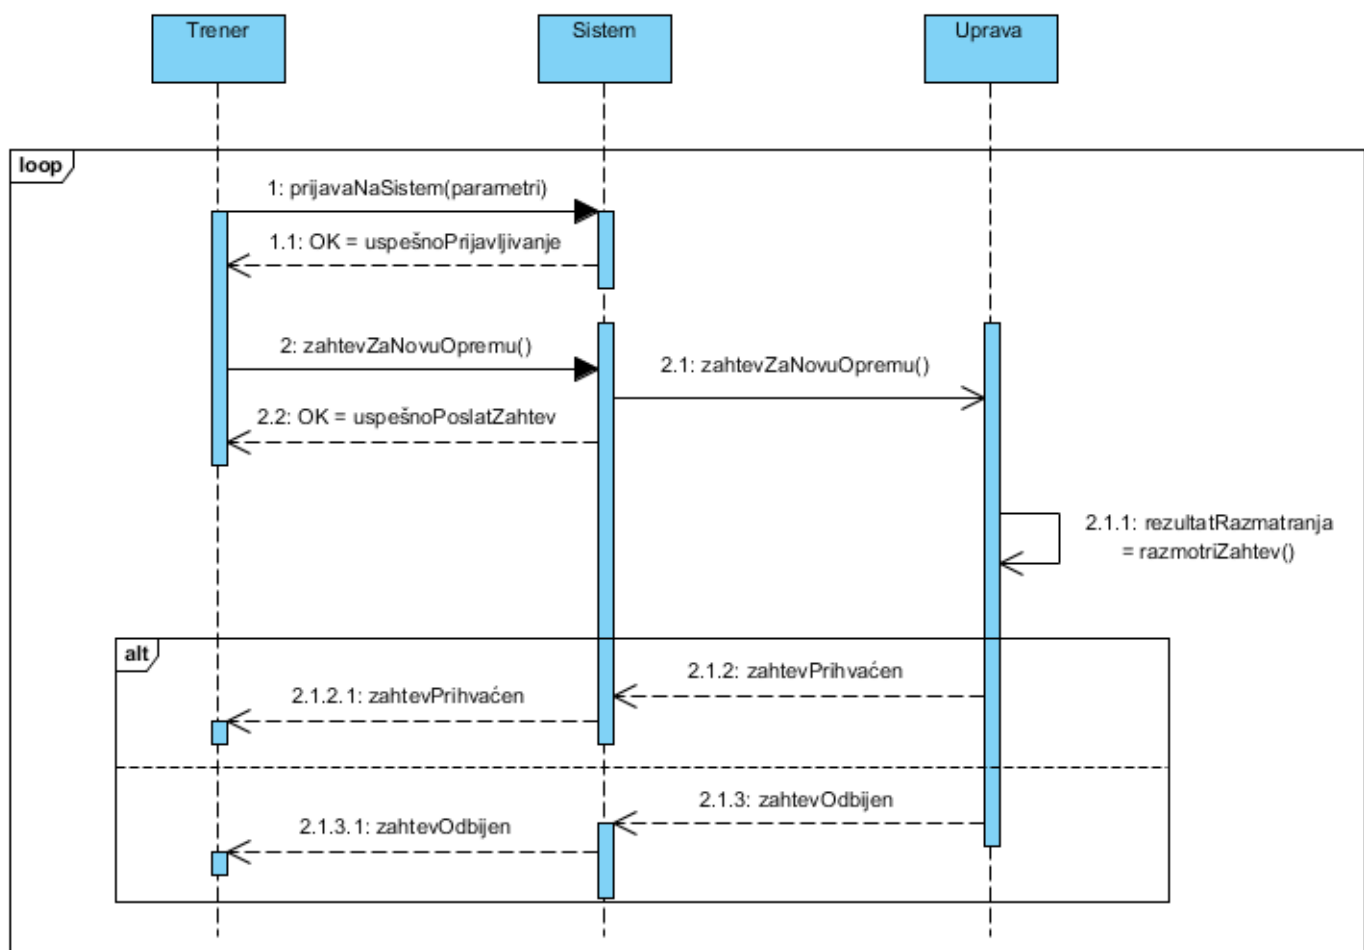 Trener
Sistem
Uprava
loop
1: prijavaNaSistem(parametri)
1.1: OK = uspešnoPrijavljivanje
2: zahtevZaNovuOpremu()
2.1: zahtevZaNovuOpremu()
2.2: OK = uspešnoPoslatZahtev
2.1.1: rezultatRazmatranja
= razmotriZahtev()
alt
2.1.2: zahtevPrihvaćen
2.1.2.1: zahtevPrihvaćen
2.1.3: zahtevOdbijen
2.1.3.1: zahtevOdbijen